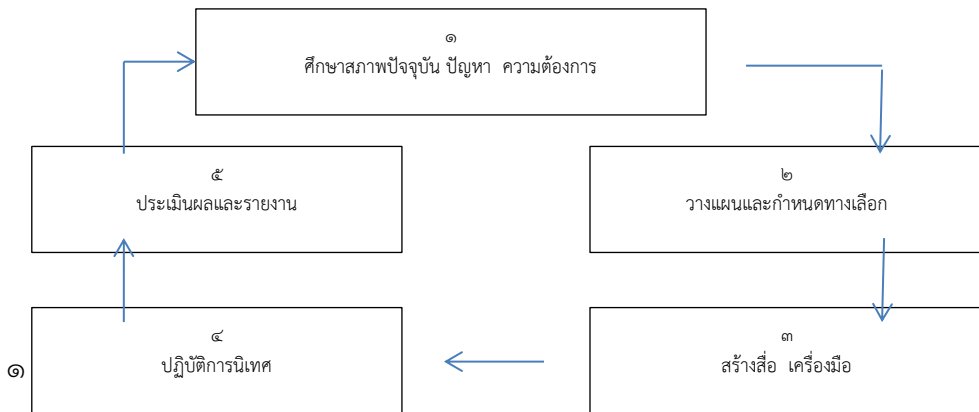 ๑
ศึกษาสภาพปัจจุบัน ปัญหา ความต้องการ
๕
ประเมินผลและรายงาน
๒
วางแผนและกำหนดทางเลือก
๔
ปฏิบัติการนิเทศ
๓
สร้างสื่อ เครื่องมือ
๑